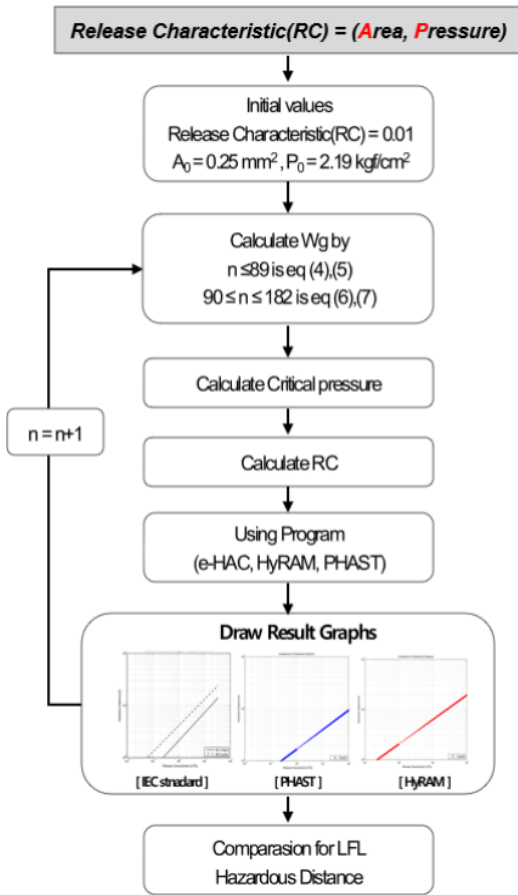 Release Characteristic(RC) = (Area, Pressure)
Initial values
Release Characteristic(RC) = 0.01
A₀ = 0.25 mm², P₀ = 2.19 kgf/cm²
Calculate Wg by
n ≤89 is eq (4),(5)
90 ≤ n ≤ 182 is eq (6),(7)
Calculate Critical pressure
n = n+1
Calculate RC
Using Program
(e-HAC, HyRAM, PHAST)
Draw Result Graphs
[ IEC stnadard ]
[ PHAST ]
[ HyRAM ]
Comparasion for LFL
Hazardous Distance